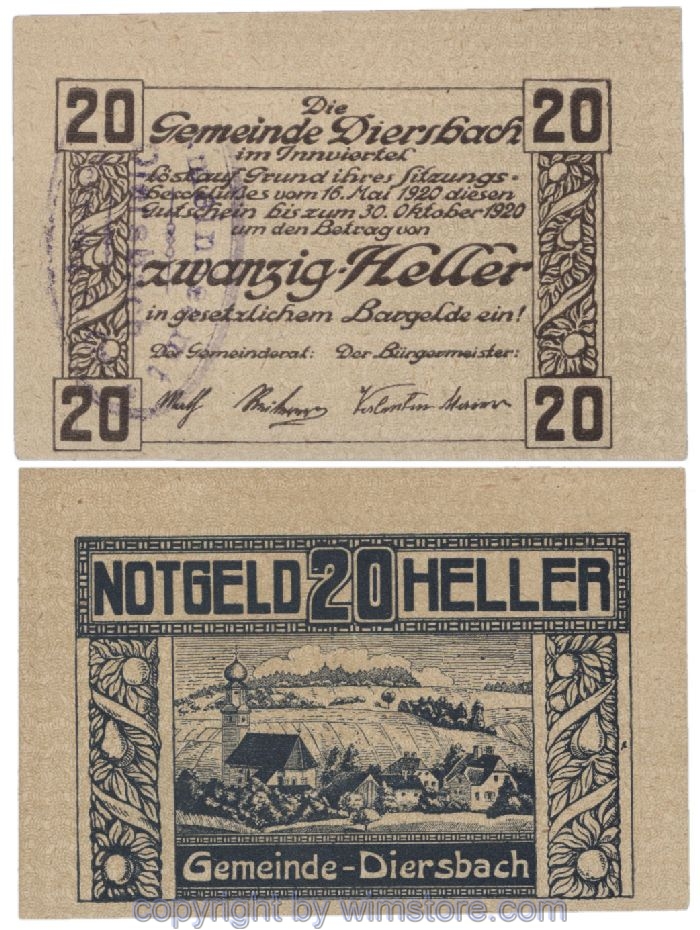 20
20
Die
Gemeinde Diersbach
im Innviertel
löst auf Grund ihres Sitzungs-
beschlußes vom 16. Mai 1920 diesen
Gutschein bis zum 30. Oktober 1920
um den Betrag von
zwanzig-Heller
in gesetzlichem Bargelde ein!
Der Gemeinderat: Der Bürgermeister:
20
20
Math
Valentin
NOTGELD 20 HELLER
Gemeinde-Diersbach
copyright by wimstore.com